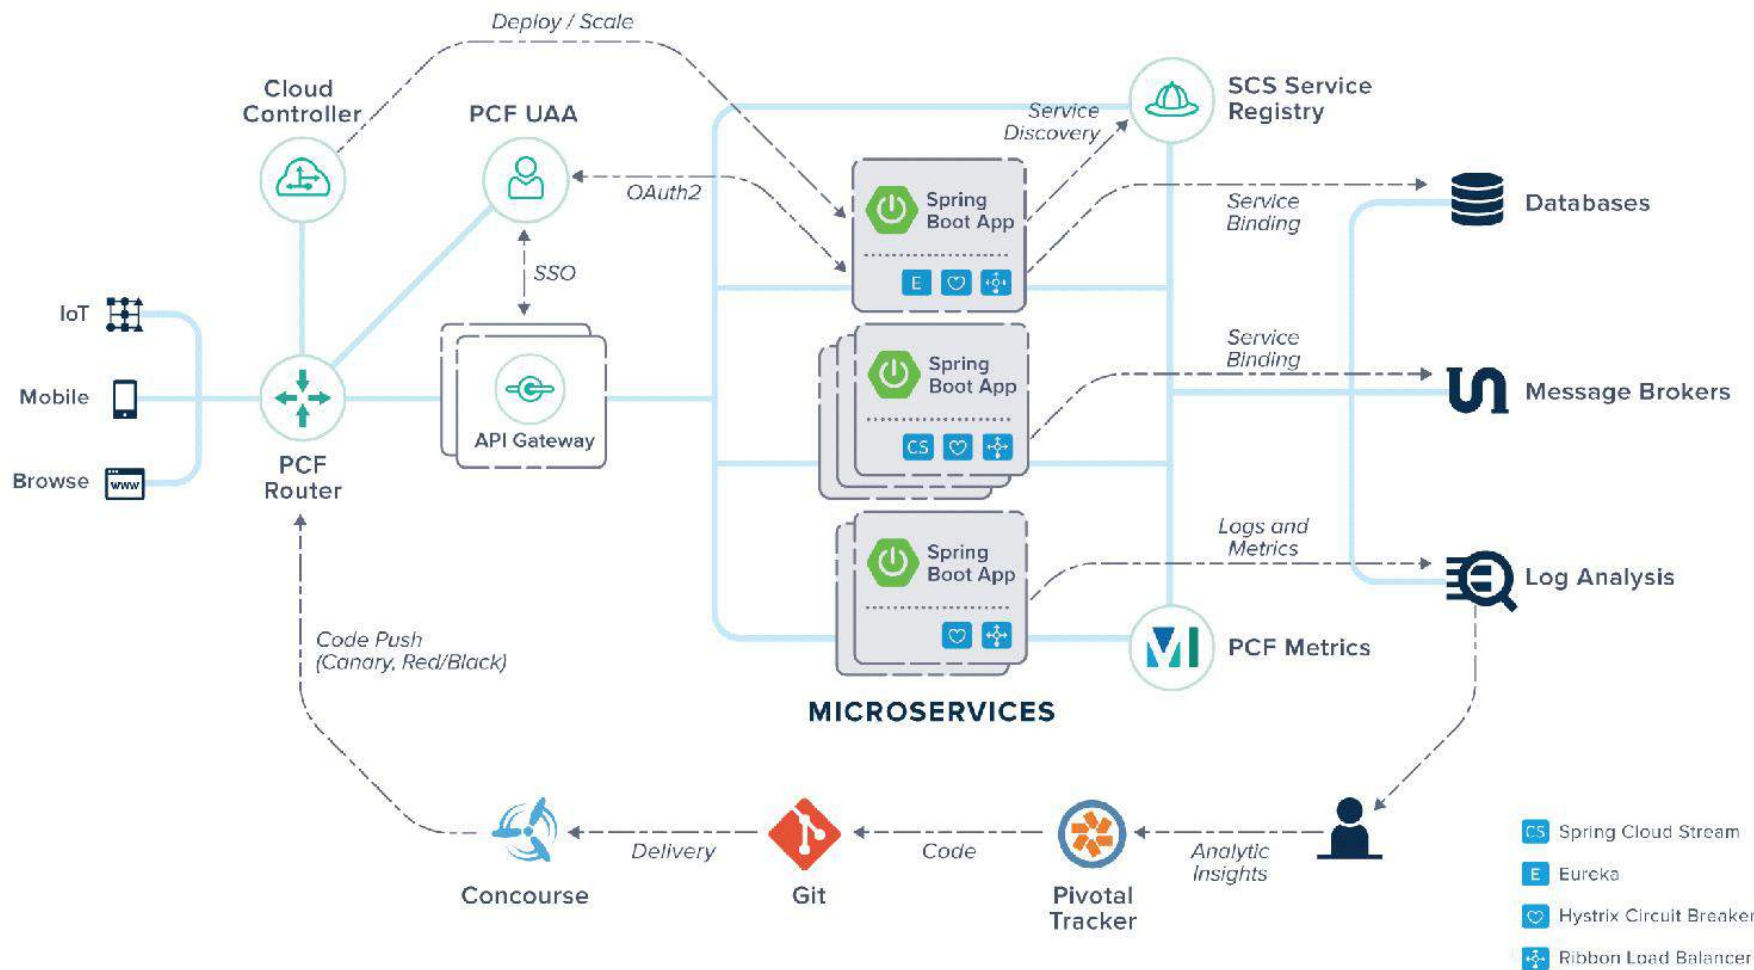 Deploy / Scale
Cloud
Controller
PCF UAA
SCS Service
Registry
Service
Discovery
OAuth2
Spring
Boot App
E
Service
Binding
Databases
SSO
IoT
Mobile
Browse
WWW
PCF
Router
API Gateway
Spring
Boot App
CS
Service
Binding
Message Brokers
Spring
Boot App
Logs and
Metrics
Log Analysis
PCF Metrics
MICROSERVICES
Code Push
(Canary, Red/Black)
Concourse
Delivery
Git
Code
Pivotal
Tracker
Analytic
Insights
CS Spring Cloud Stream
E Eureka
Hystrix Circuit Breaker
Ribbon Load Balancer